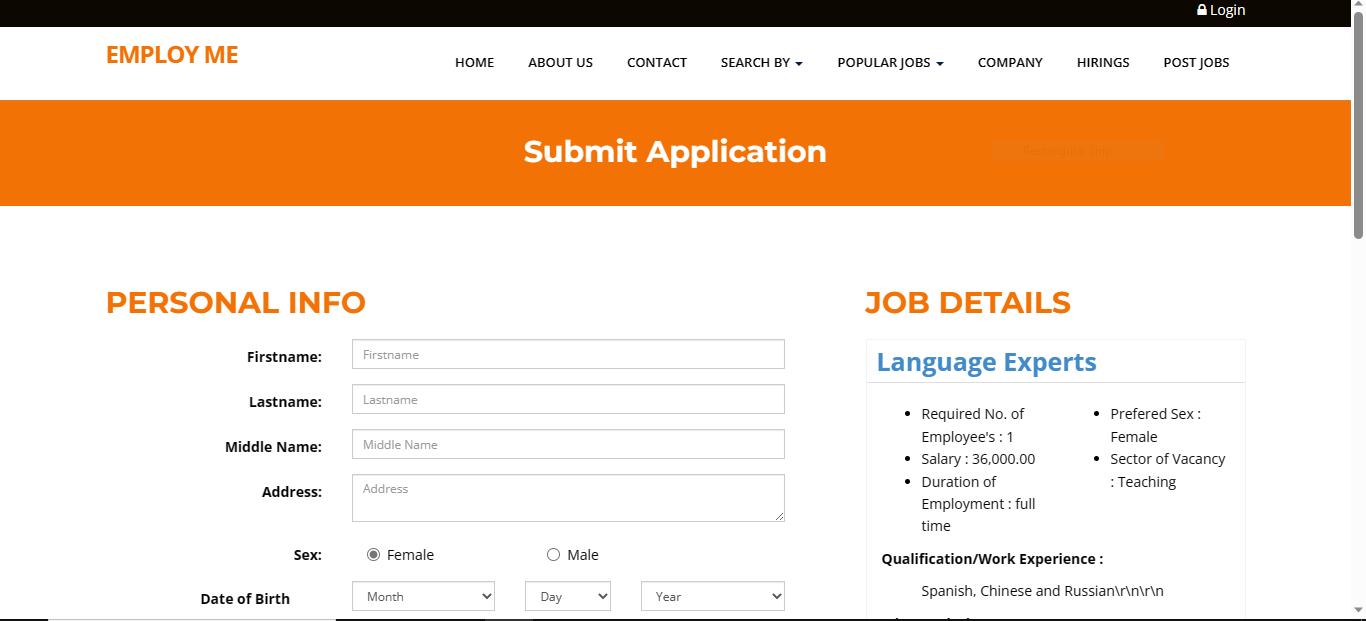 Login
EMPLOY ME
HOME ABOUT US CONTACT SEARCH BY POPULAR JOBS COMPANY HIRINGS POST JOBS
Submit Application
Rectangular Snip
PERSONAL INFO
Firstname: Firstname
Lastname: Lastname
Middle Name: Middle Name
Address: Address
Sex: Female Male
Date of Birth Month Day Year
JOB DETAILS
Language Experts
Required No. of
Employee's : 1
Salary : 36,000.00
Duration of
Employment : full
time
Prefered Sex :
Female
Sector of Vacancy
: Teaching
Qualification/Work Experience :
Spanish, Chinese and Russian\r\n\r\n